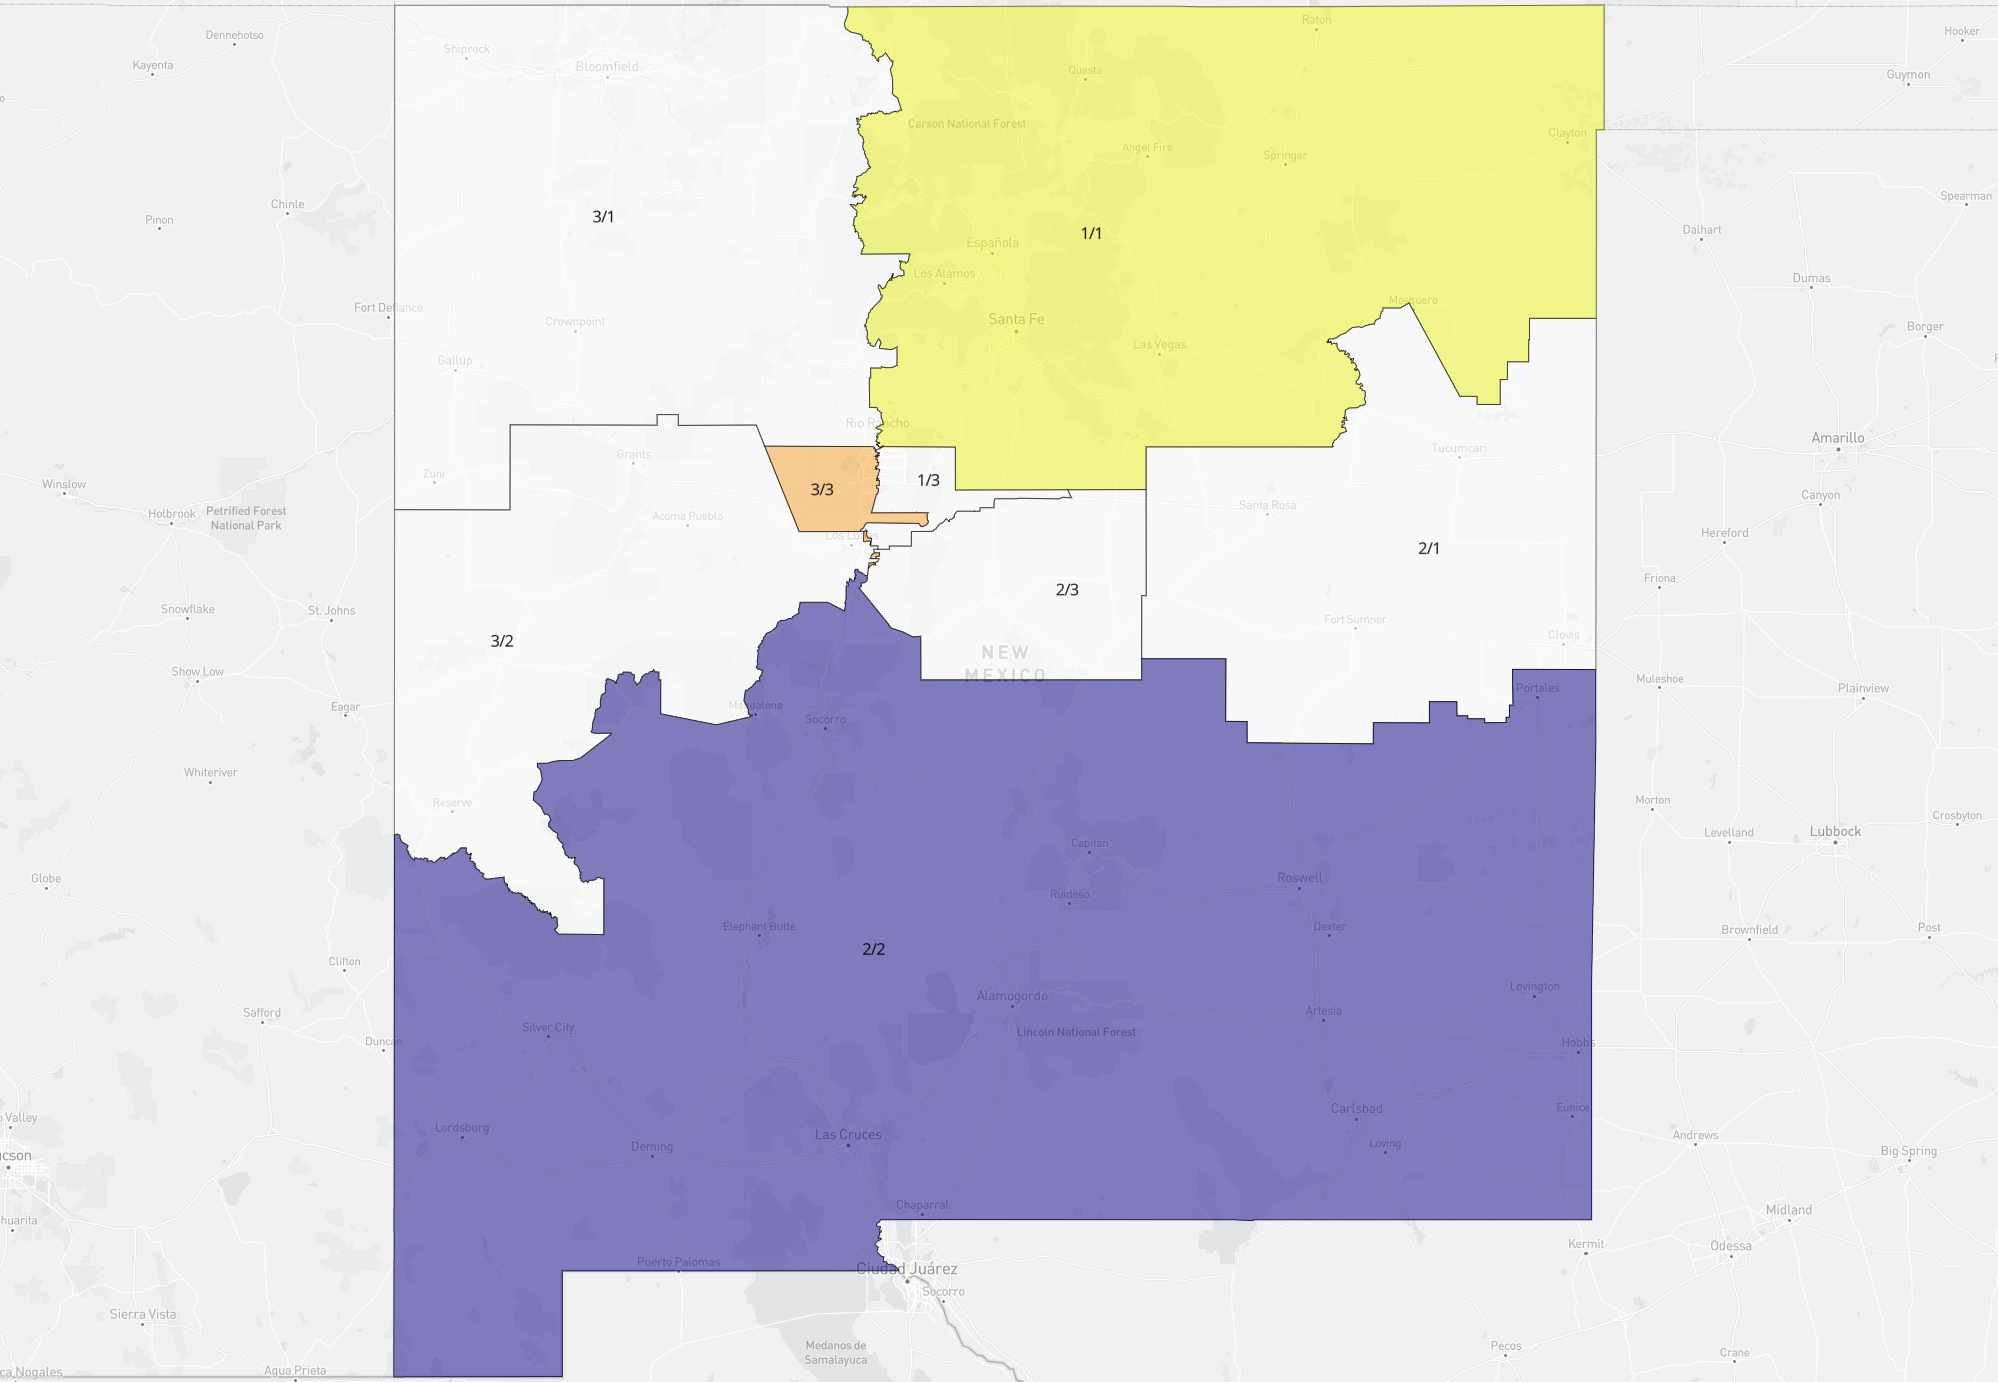 Raton
Hooker
Dennehotso
Shiprock
Kayenta
Bloomfield
Questa
Guymon
Carson National Forest
Clayton
Angel Fire
Springer
Spearman
Chinle
Pinon
3/1
1/1
Dalhart
Española
Los Alamos
Dumas
Fort Defiance
Mosquero
Crownpoint
Santa Fe
Borger
Las Vegas
Gallup
Rio Rancho
Amarillo
Tucumcari
Grants
Zuni
1/3
Winslow
3/3
Canyon
Santa Rosa
Petrified Forest
National Park
Holbrook
Acoma Pueblo
Hereford
Los Lunas
2/1
Friona
2/3
Snowflake
St. Johns
Fort Sumner
Clovis
3/2
NEW
MEXICO
Show Low
Muleshoe
Portales
Plainview
Eagar
Magdalena
Socorro
Whiteriver
Reserve
Morton
Crosbyton
Levelland
Lubbock
Capitan
Globe
Roswell
Ruidoso
Elephant Butte
Dexter
Brownfield
Post
2/2
Clifton
Lovington
Alamogordo
Safford
Artesia
Silver City
Lincoln National Forest
Duncan
Hobbs
Carlsbad
Eunice
Valley
Lordsburg
Las Cruces
Andrews
Deming
Loving
Big Spring
ucson
Chaparral
Midland
huarita
Kermit
Odessa
Puerto Palomas
Ciudad Juárez
Socorro
Sierra Vista
Medanos de
Samalayuca
Pecos
Crane
ca Nogales
Agua Prieta